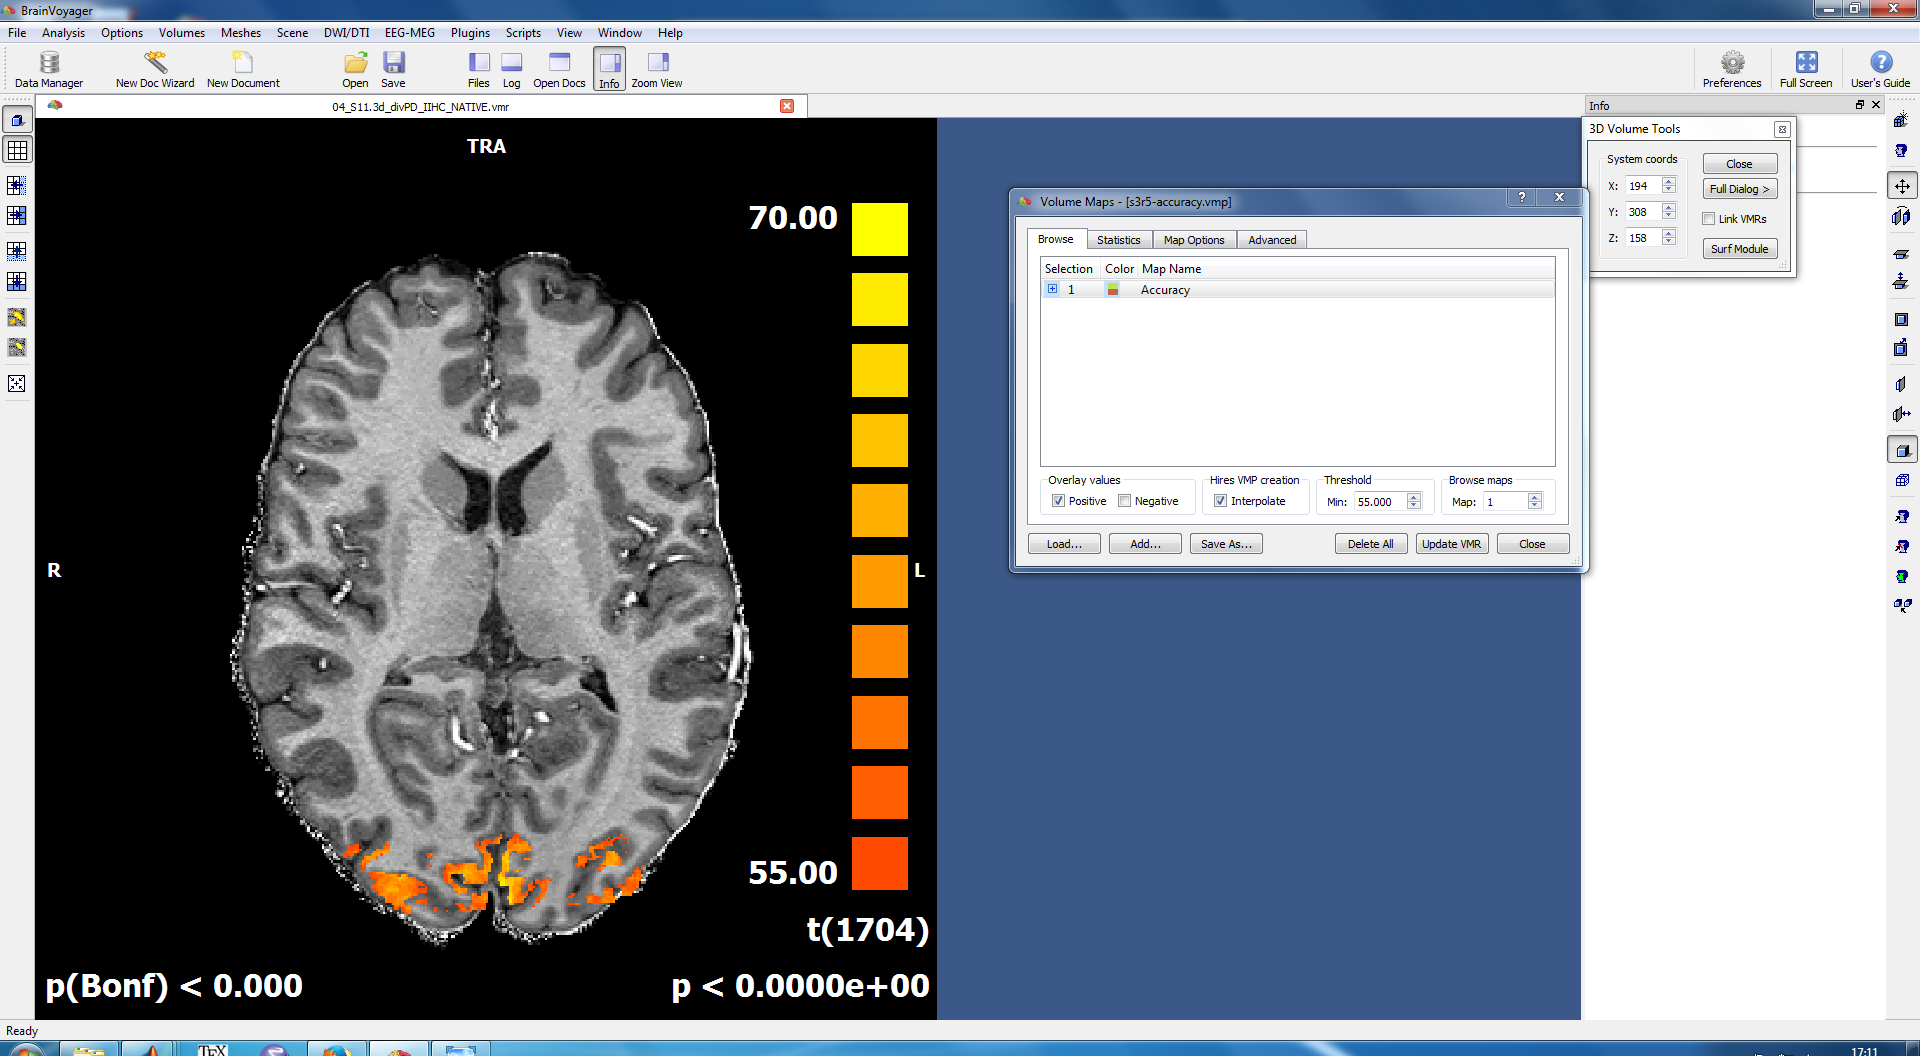 BrainVoyager
File Analysis Options Volumes Meshes Scene DWI/DTI EEG-MEG Plugins Scripts View Window Help
Data Manager New Doc Wizard New Document Open Save Files Log Open Docs Info Zoom View Preferences Full Screen User's Guide
04_S11.3d_divPD_IIHC_NATIVE.vmr
Info
3D Volume Tools
System coords
X: 194
Y: 308
Z: 158
Close
Full Dialog >
Link VMRs
Surf Module
TRA
70.00
R
L
55.00
t(1704)
p(Bonf) < 0.000
p < 0.0000e+00
Volume Maps - [s3r5-accuracy.vmp]
Browse Statistics Map Options Advanced
Selection Color Map Name
1 Accuracy
Overlay values Hires VMP creation Threshold Browse maps
Positive Negative Interpolate Min: 55.000 Map: 1
Load... Add... Save As... Delete All Update VMR Close
Ready
TEX
17:11